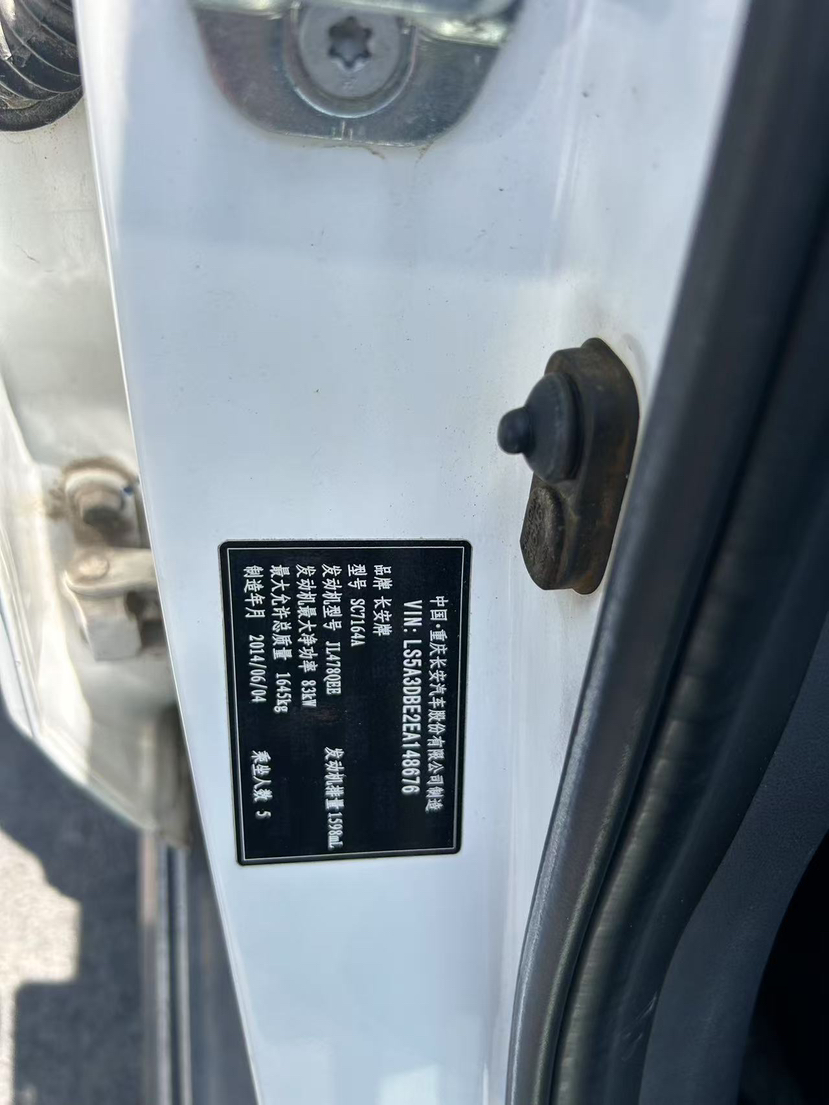 中国·重庆长安汽车股份有限公司制造
VIN: LS5A3DBE2EA148676
品牌 长安牌
型号 SC7164A
发动机型号 JL478QEE 发动机排量 1598mL
发动机最大净功率 83kW
最大允许总质量 1645kg
制造年月 2014/06/04 乘坐人数 5